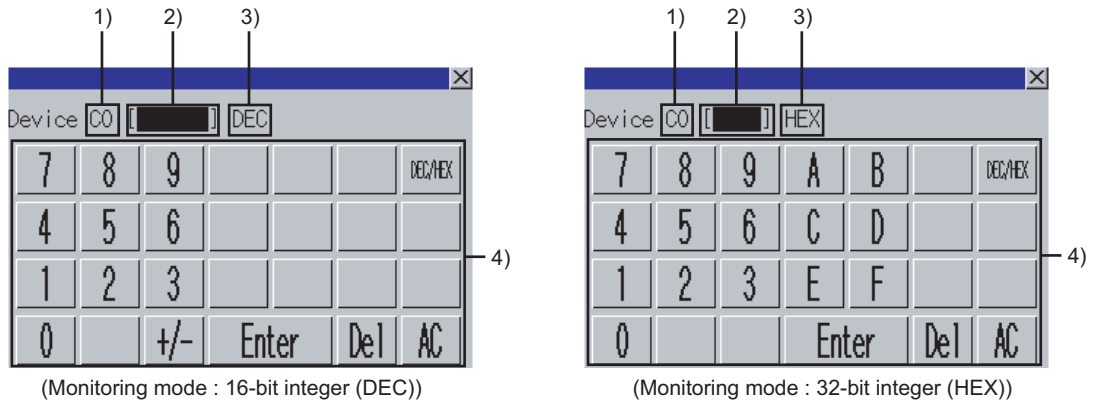 1) 2) 3)
Device C0 [ ] DEC
7 8 9 DEC/HEX
4 5 6
4)
1 2 3
0 +/- Enter Del AC
(Monitoring mode : 16-bit integer (DEC))
1) 2) 3)
Device C0 [ ] HEX
7 8 9 A B DEC/HEX
4 5 6 C D
4)
1 2 3 E F
0 Enter Del AC
(Monitoring mode : 32-bit integer (HEX))